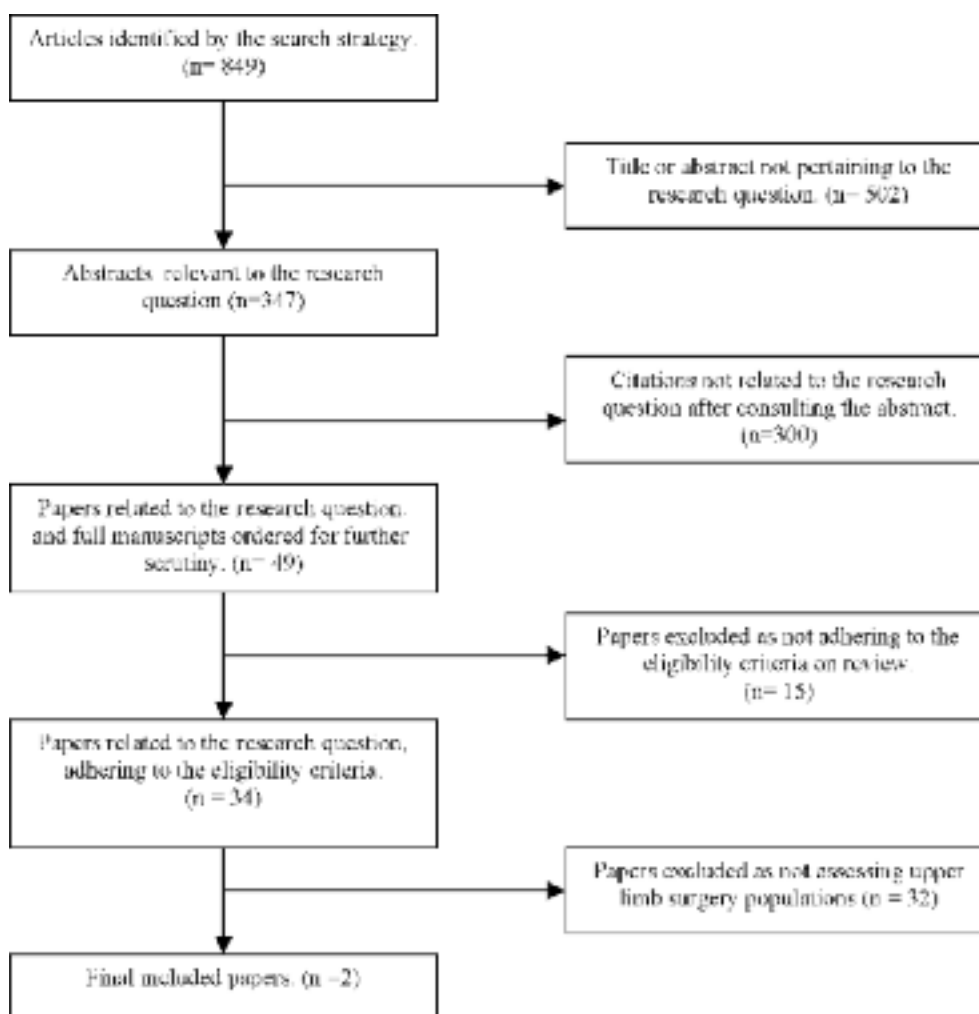 Articles identified by the search strategy.
(n= 849)
Title or abstract not pertaining to the
research question. (n= 502)
Abstracts relevant to the research
question (n=347)
Citations not related to the research
question after consulting the abstract.
(n=300)
Papers related to the research question
and full manuscripts ordered for further
scrutiny. (n= 49)
Papers excluded as not adhering to the
eligibility criteria on review.
(n= 15)
Papers related to the research question,
adhering to the eligibility criteria.
(n = 34)
Papers excluded as not assessing upper
limb surgery populations (n = 32)
Final included papers. (n =2)